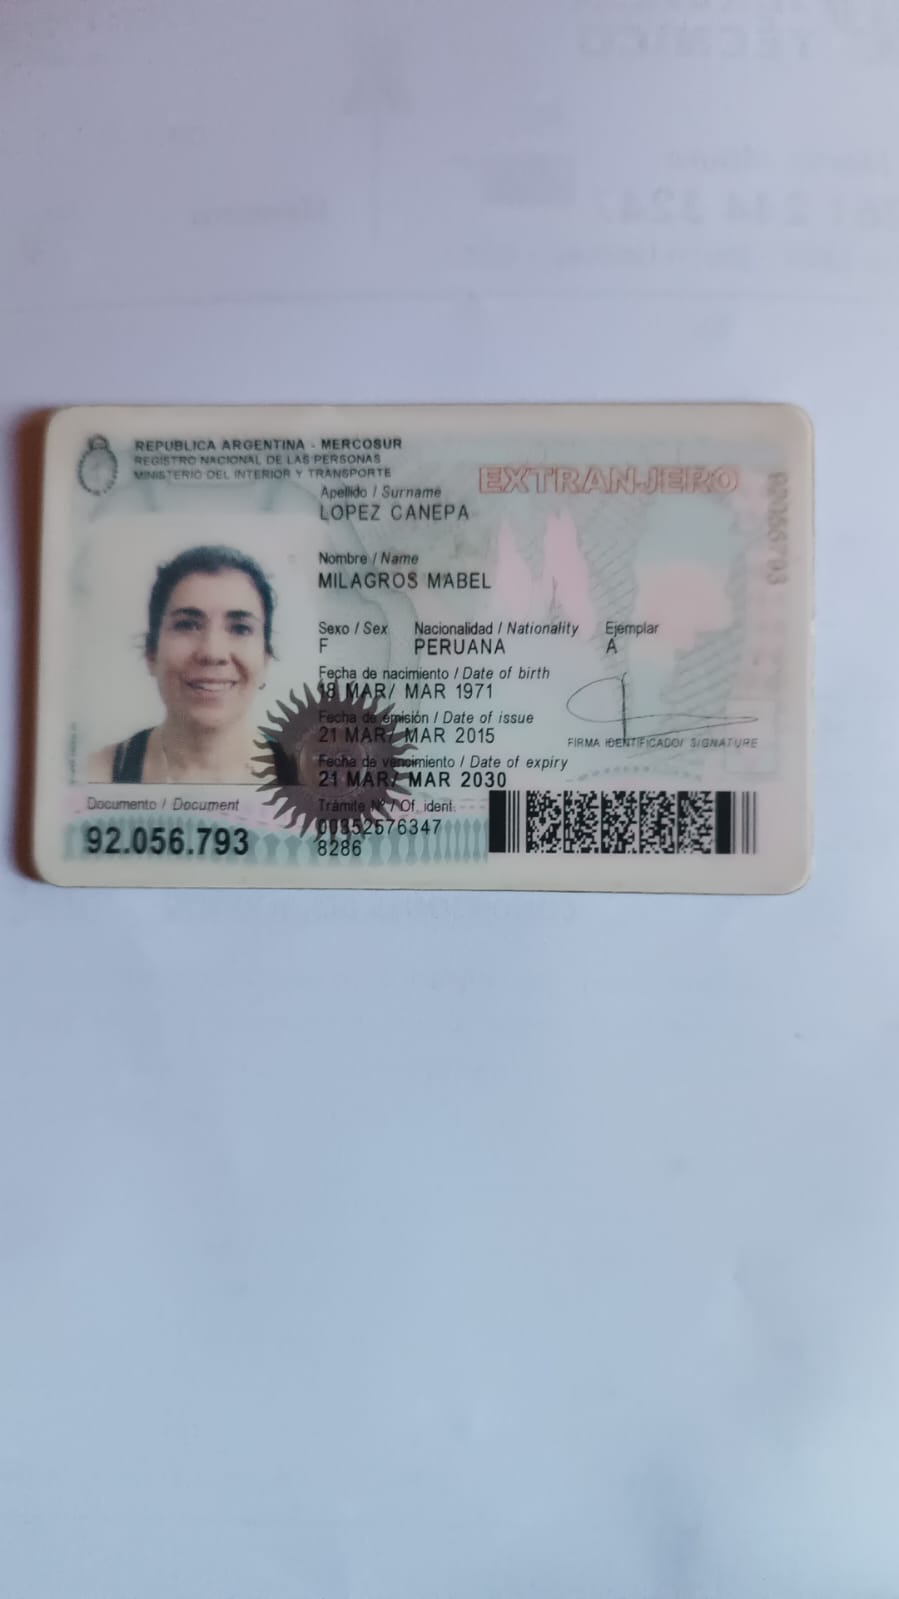 REPUBLICA ARGENTINA - MERCOSUR
REGISTRO NACIONAL DE LAS PERSONAS
MINISTERIO DEL INTERIOR Y TRANSPORTE
EXTRANJERO
Apellido / Surname
LOPEZ CANEPA
Nombre / Name
MILAGROS MABEL
Sexo / Sex Nacionalidad / Nationality Ejemplar
F PERUANA A
Fecha de nacimiento / Date of birth
18 MAR/ MAR 1971
Fecha de emisión / Date of issue
21 MAR/ MAR 2015
FIRMA IDENTIFICADO/ SIGNATURE
Fecha de vencimiento / Date of expiry
21 MAR/ MAR 2030
Documento / Document
92.056.793
Trámite Nº / Of. ident.
00852576347
8286